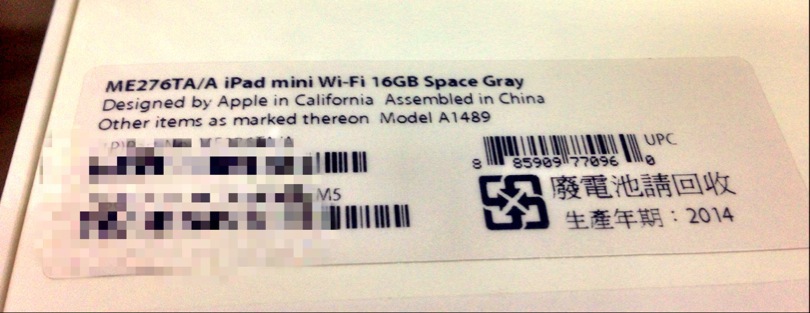 ME276TA/A iPad mini Wi-Fi 16GB Space Gray
Designed by Apple in California Assembled in China
Other items as marked thereon Model A1489
UPC
8 85909 77096 0
M5
廢電池請回收
生產年期：2014